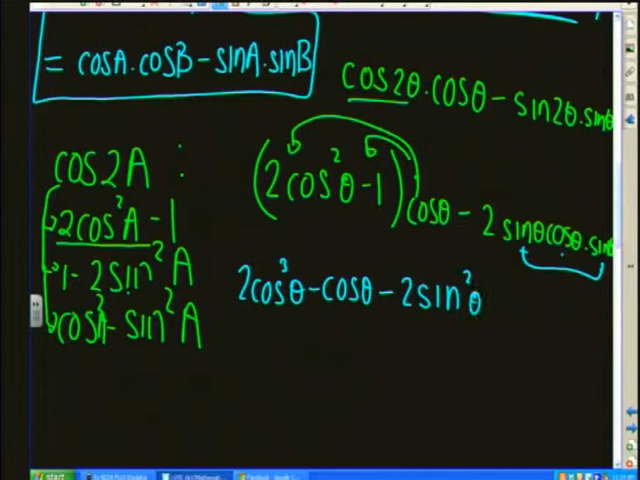 = cosA.cosB - sinA.sinB
cos2θ.cosθ - sin2θ.sinθ
cos2A :
(2cos²θ-1)cosθ - 2sinθcosθ.sinθ
2cos²A - 1
1 - 2sin²A
cos²A - sin²A
2cos³θ - cosθ - 2sin²θ
start